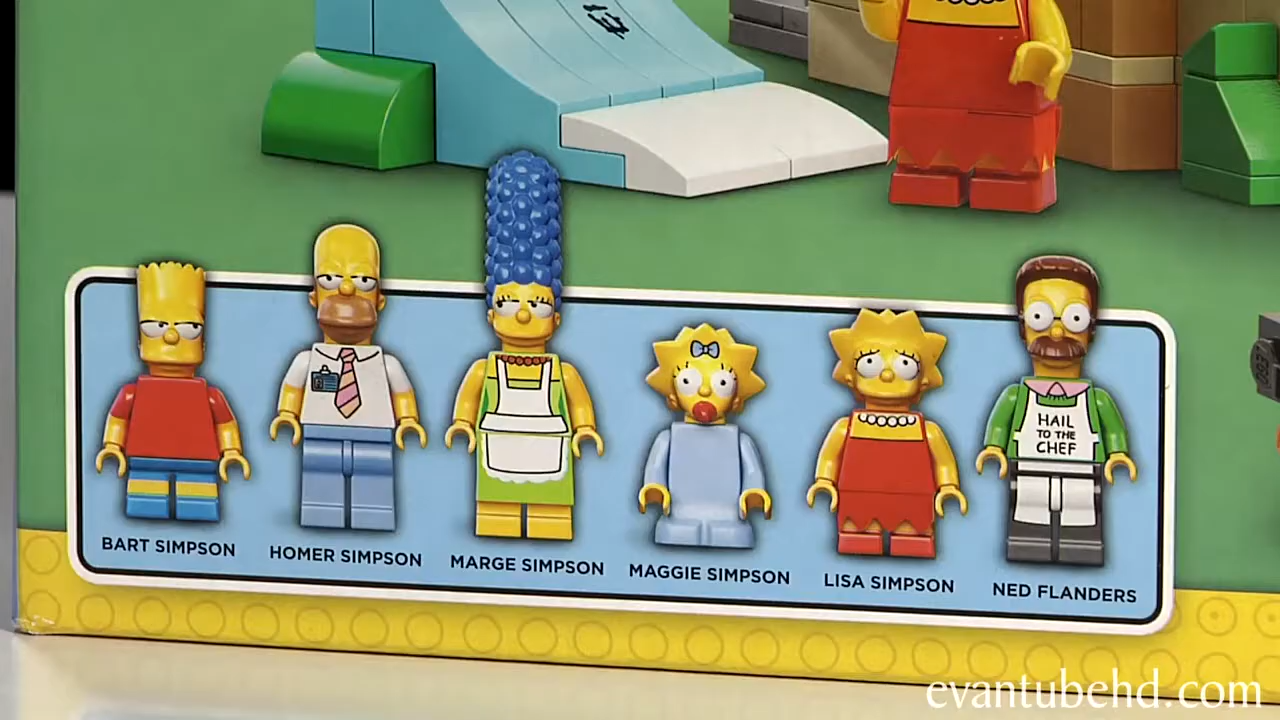 BART SIMPSON
HOMER SIMPSON
MARGE SIMPSON
MAGGIE SIMPSON
LISA SIMPSON
NED FLANDERS
HAIL
TO THE
CHEF
evantubehd.com